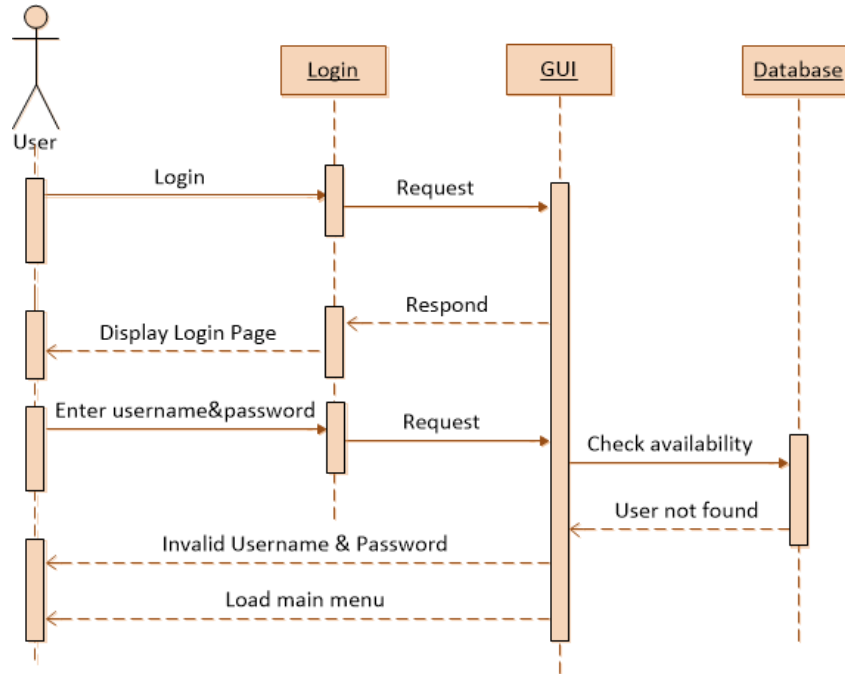 Login
GUI
Database
User
Login
Request
Respond
Display Login Page
Enter username&password
Request
Check availability
User not found
Invalid Username & Password
Load main menu